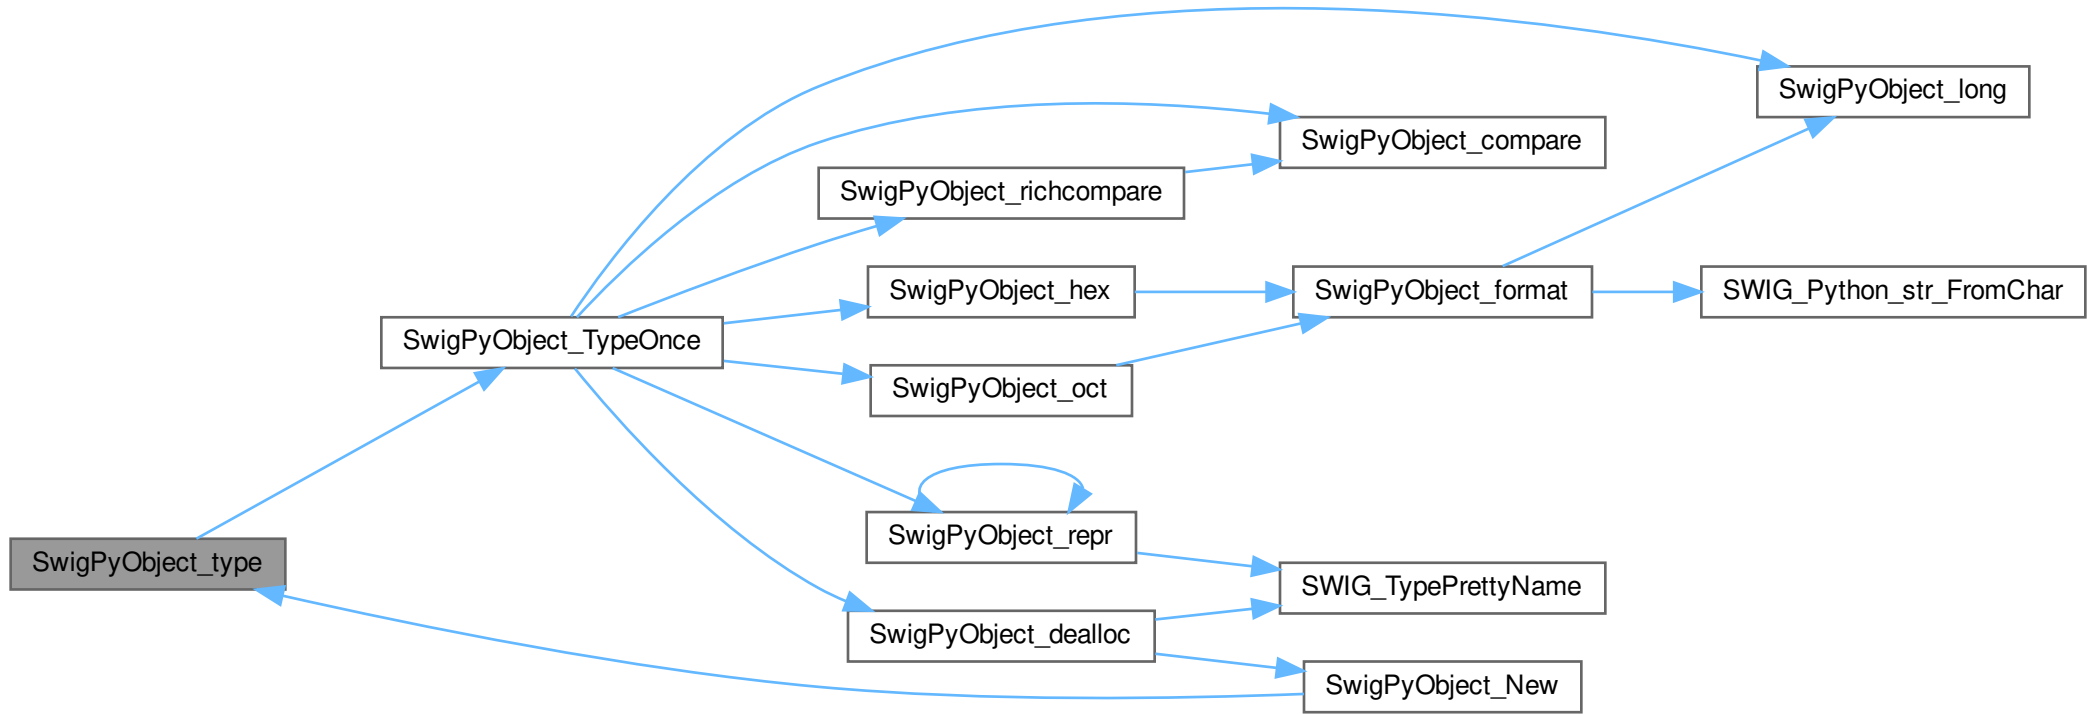 SwigPyObject_long
SwigPyObject_compare
SwigPyObject_richcompare
SwigPyObject_hex
SwigPyObject_format
SWIG_Python_str_FromChar
SwigPyObject_TypeOnce
SwigPyObject_oct
SwigPyObject_repr
SwigPyObject_type
SWIG_TypePrettyName
SwigPyObject_dealloc
SwigPyObject_New